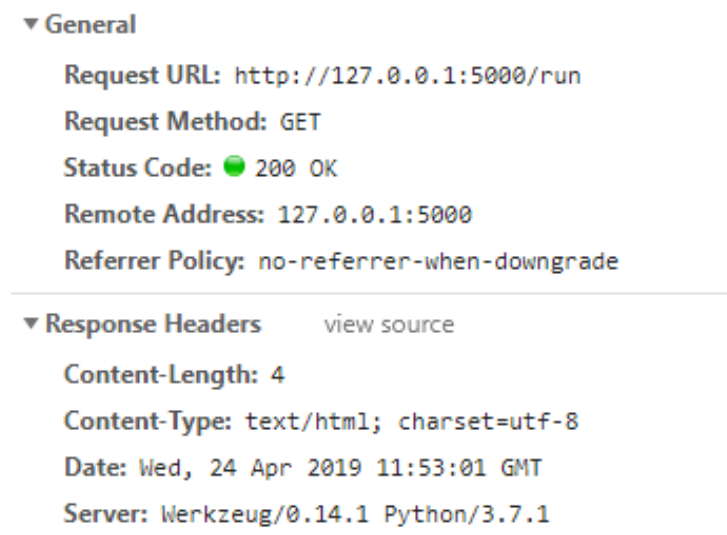 General
Request URL: http://127.0.0.1:5000/run
Request Method: GET
Status Code: 200 OK
Remote Address: 127.0.0.1:5000
Referrer Policy: no-referrer-when-downgrade
Response Headers view source
Content-Length: 4
Content-Type: text/html; charset=utf-8
Date: Wed, 24 Apr 2019 11:53:01 GMT
Server: Werkzeug/0.14.1 Python/3.7.1